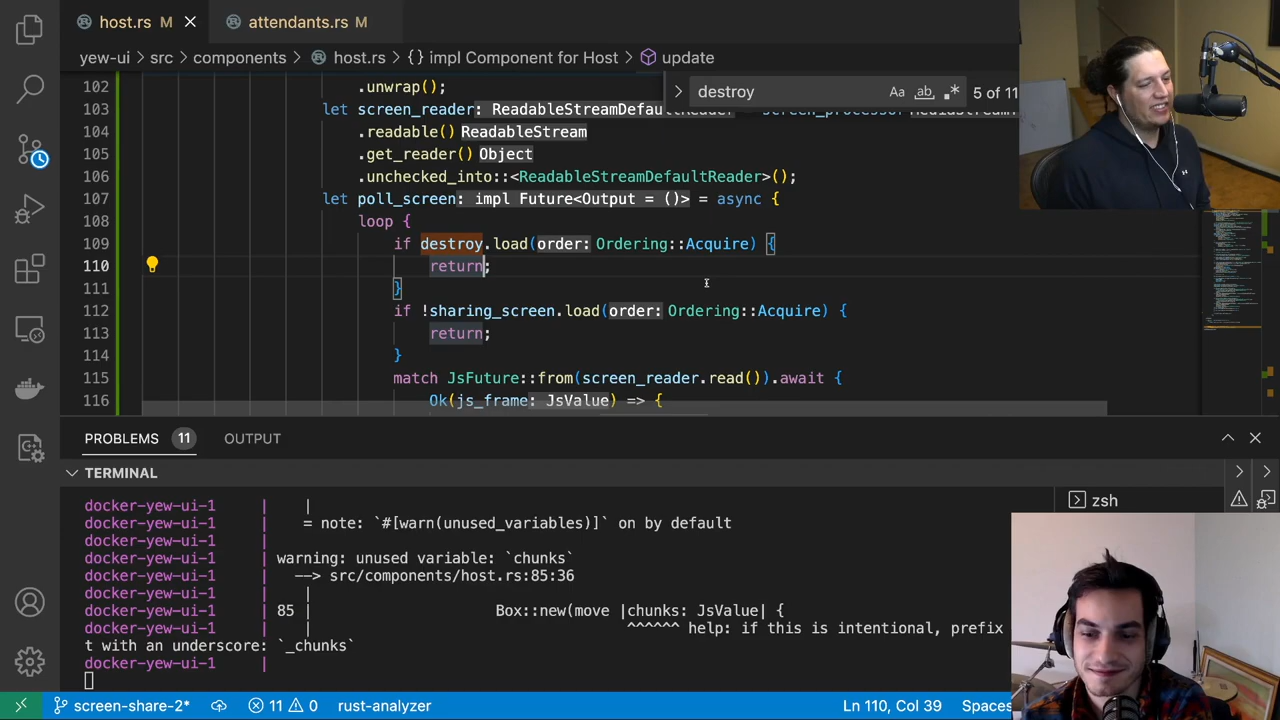 host.rs M
attendants.rs M
yew-ui > src > components > host.rs > {} impl Component for Host > update
destroy Aa ab 5 of 11
102 .unwrap();
103 let screen_reader: ReadableStreamDefaultReader
104 .readable() ReadableStream
105 .get_reader() Object
106 .unchecked_into::<ReadableStreamDefaultReader>();
107 let poll_screen: impl Future<Output = ()> = async {
108 loop {
109 if destroy.load(order: Ordering::Acquire) {
110 return;
111 }
112 if !sharing_screen.load(order: Ordering::Acquire) {
113 return;
114 }
115 match JsFuture::from(screen_reader.read()).await {
116 Ok(js_frame: JsValue) => {
PROBLEMS 11 OUTPUT
TERMINAL
zsh
docker-yew-ui-1 | |
docker-yew-ui-1 | = note: `#[warn(unused_variables)]` on by default
docker-yew-ui-1 |
docker-yew-ui-1 | warning: unused variable: `chunks`
docker-yew-ui-1 | --> src/components/host.rs:85:36
docker-yew-ui-1 | |
docker-yew-ui-1 | 85 | Box::new(move |chunks: JsValue| {
docker-yew-ui-1 | | ^^^^^^ help: if this is intentional, prefix
t with an underscore: `_chunks`
docker-yew-ui-1 |
screen-share-2* 11 0 rust-analyzer Ln 110, Col 39 Spaces